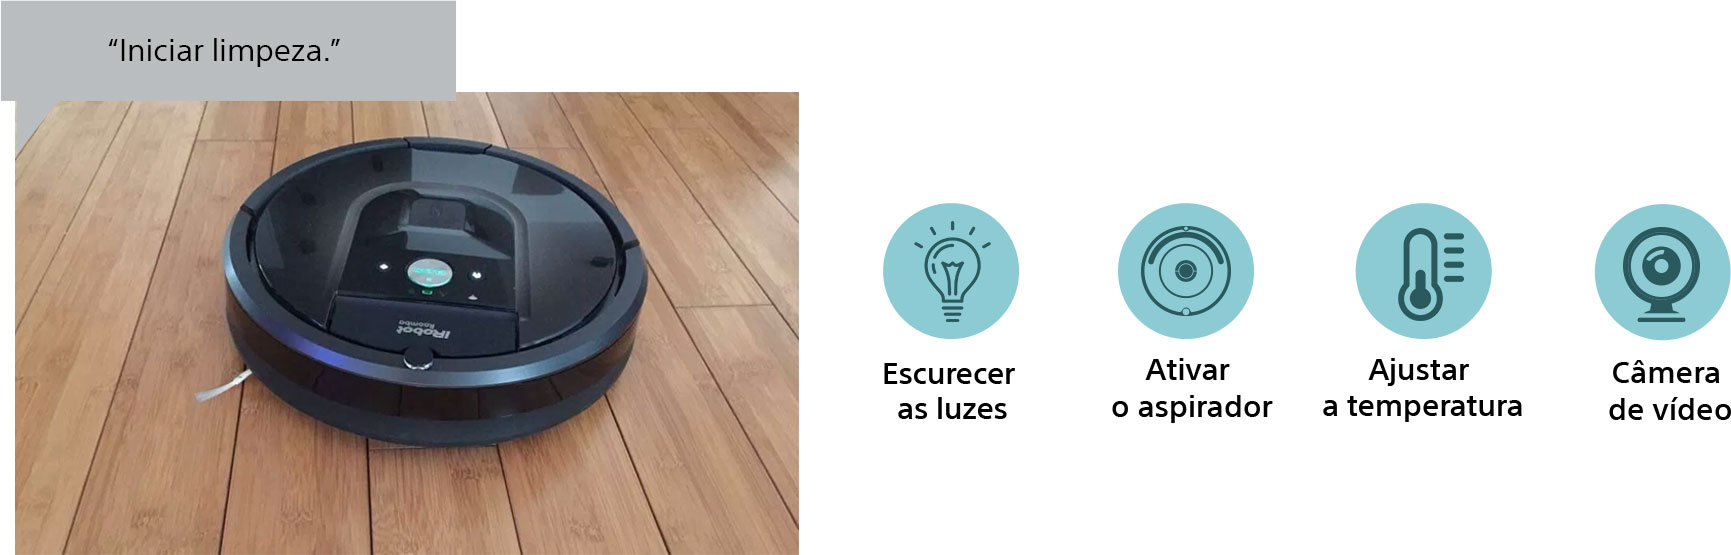 “Iniciar limpeza.”
iRobot
Roomba
Escurecer
as luzes
Ativar
o aspirador
Ajustar
a temperatura
Câmera
de vídeo